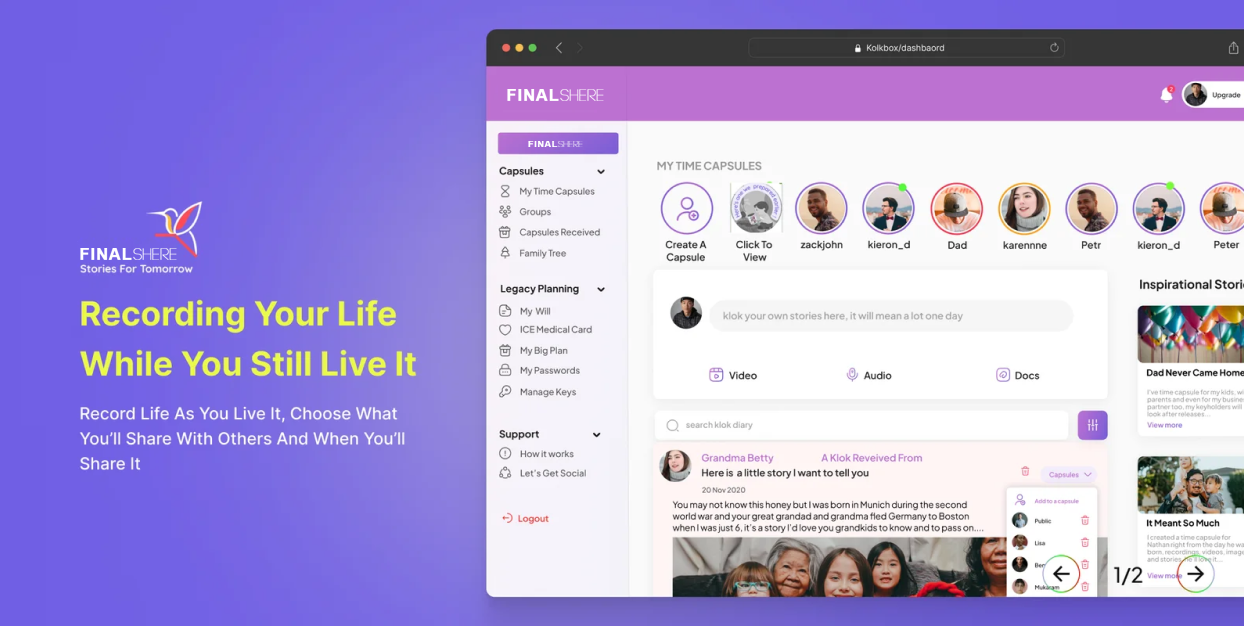 FINALSHERE
Stories For Tomorrow
Recording Your Life
While You Still Live It
Record Life As You Live It, Choose What
You'll Share With Others And When You'll
Share It
Kolkbox/dashbaord
FINALSHERE
2
Upgrade
FINALSHERE
Capsules
My Time Capsules
Groups
Capsules Received
Family Tree
Legacy Planning
My Will
ICE Medical Card
My Big Plan
My Passwords
Manage Keys
Support
How it works
Let's Get Social
Logout
MY TIME CAPSULES
Create A
Capsule
Click To
View
zackjohn
kieron_d
Dad
karennne
Petr
kieron_d
Peter
klok your own stories here, it will mean a lot one day
Video
Audio
Docs
search klok diary
Grandma Betty
A Klok Reveived From
Here is a little story I want to tell you
20 Nov 2020
Capsules
You may not know this honey but I was born in Munich during the second
world war and your great grandad and grandma fled Germany to Boston
when I was just 6, it's a story I'd love you grandkids to know and to pass on....
Add to a capsule
Public
Lisa
Ben
Mukaram
Inspirational Stori
Dad Never Came Home
I've time capsule for my kids, wi
parents and even for my busine
partner too, my keyholders will
look after releases...
View more
It Meant So Much
I created a time capsule for
Nathan right from the day he wa
born, recordings, videos, image
and stories, He'll love it...
View more
1/2